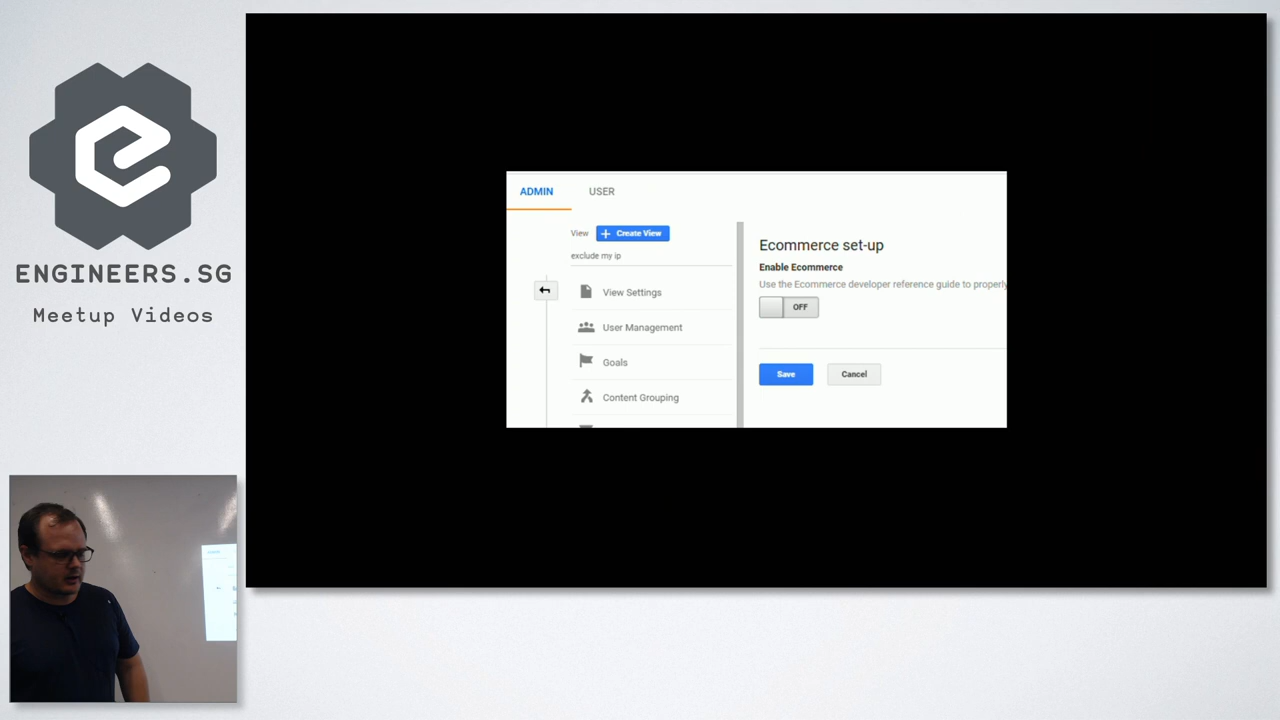 ENGINEERS.SG
Meetup Videos
ADMIN USER
View + Create View
exclude my ip
View Settings
User Management
Goals
Content Grouping
Ecommerce set-up
Enable Ecommerce
Use the Ecommerce developer reference guide to properly
OFF
Save Cancel